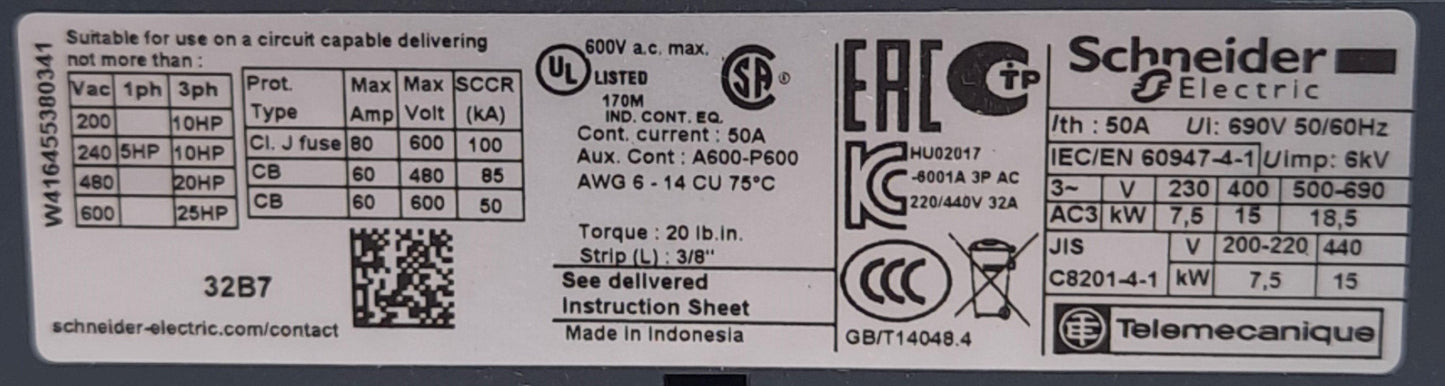 W41645380341
Suitable for use on a circuit capable delivering
not more than :
Vac 1ph 3ph
200 10HP
240 5HP 10HP
480 20HP
600 25HP
Prot. Type Max Amp Max Volt SCCR (kA)
Cl. J fuse 80 600 100
CB 60 480 85
CB 60 600 50
32B7
schneider-electric.com/contact
UL
600V a.c. max.
LISTED
170M
IND. CONT. EQ.
SA
Cont. current : 50A
Aux. Cont : A600-P600
AWG 6 - 14 CU 75°C
Torque : 20 lb.in.
Strip (L) : 3/8"
See delivered
Instruction Sheet
Made in Indonesia
EAC
TP
HU02017
-6001A 3P AC
220/440V 32A
CCC
GB/T14048.4
Schneider
Electric
Ith : 50A Ui: 690V 50/60Hz
IEC/EN 60947-4-1 Uimp: 6kV
3~ V 230 400 500-690
AC3 kW 7,5 15 18,5
JIS V 200-220 440
C8201-4-1 kW 7,5 15
Telemecanique